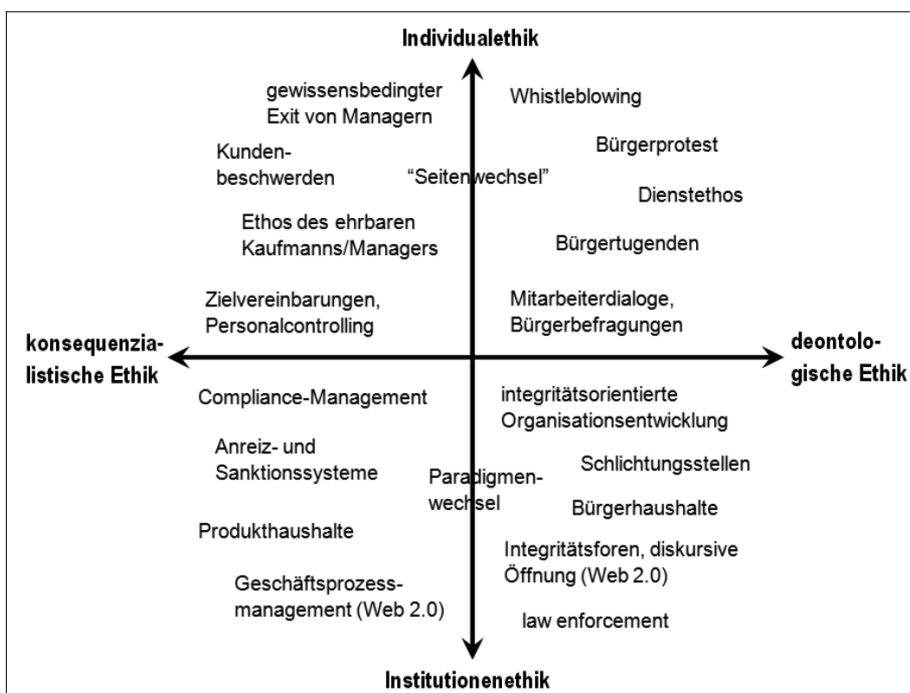 Individualethik
gewissensbedingter
Exit von Managern
Whistleblowing
Kunden-
beschwerden
Bürgerprotest
“Seitenwechsel”
Dienstethos
Ethos des ehrbaren
Kaufmanns/Managers
Bürgertugenden
Zielvereinbarungen,
Personalcontrolling
Mitarbeiterdialoge,
Bürgerbefragungen
konsequenzia-
listische Ethik
deontolo-
gische Ethik
Compliance-Management
integritätsorientierte
Organisationsentwicklung
Anreiz- und
Sanktionssysteme
Schlichtungsstellen
Paradigmen-
wechsel
Bürgerhaushalte
Produkthaushalte
Integritätsforen, diskursive
Öffnung (Web 2.0)
Geschäftsprozess-
management (Web 2.0)
law enforcement
Institutionenethik